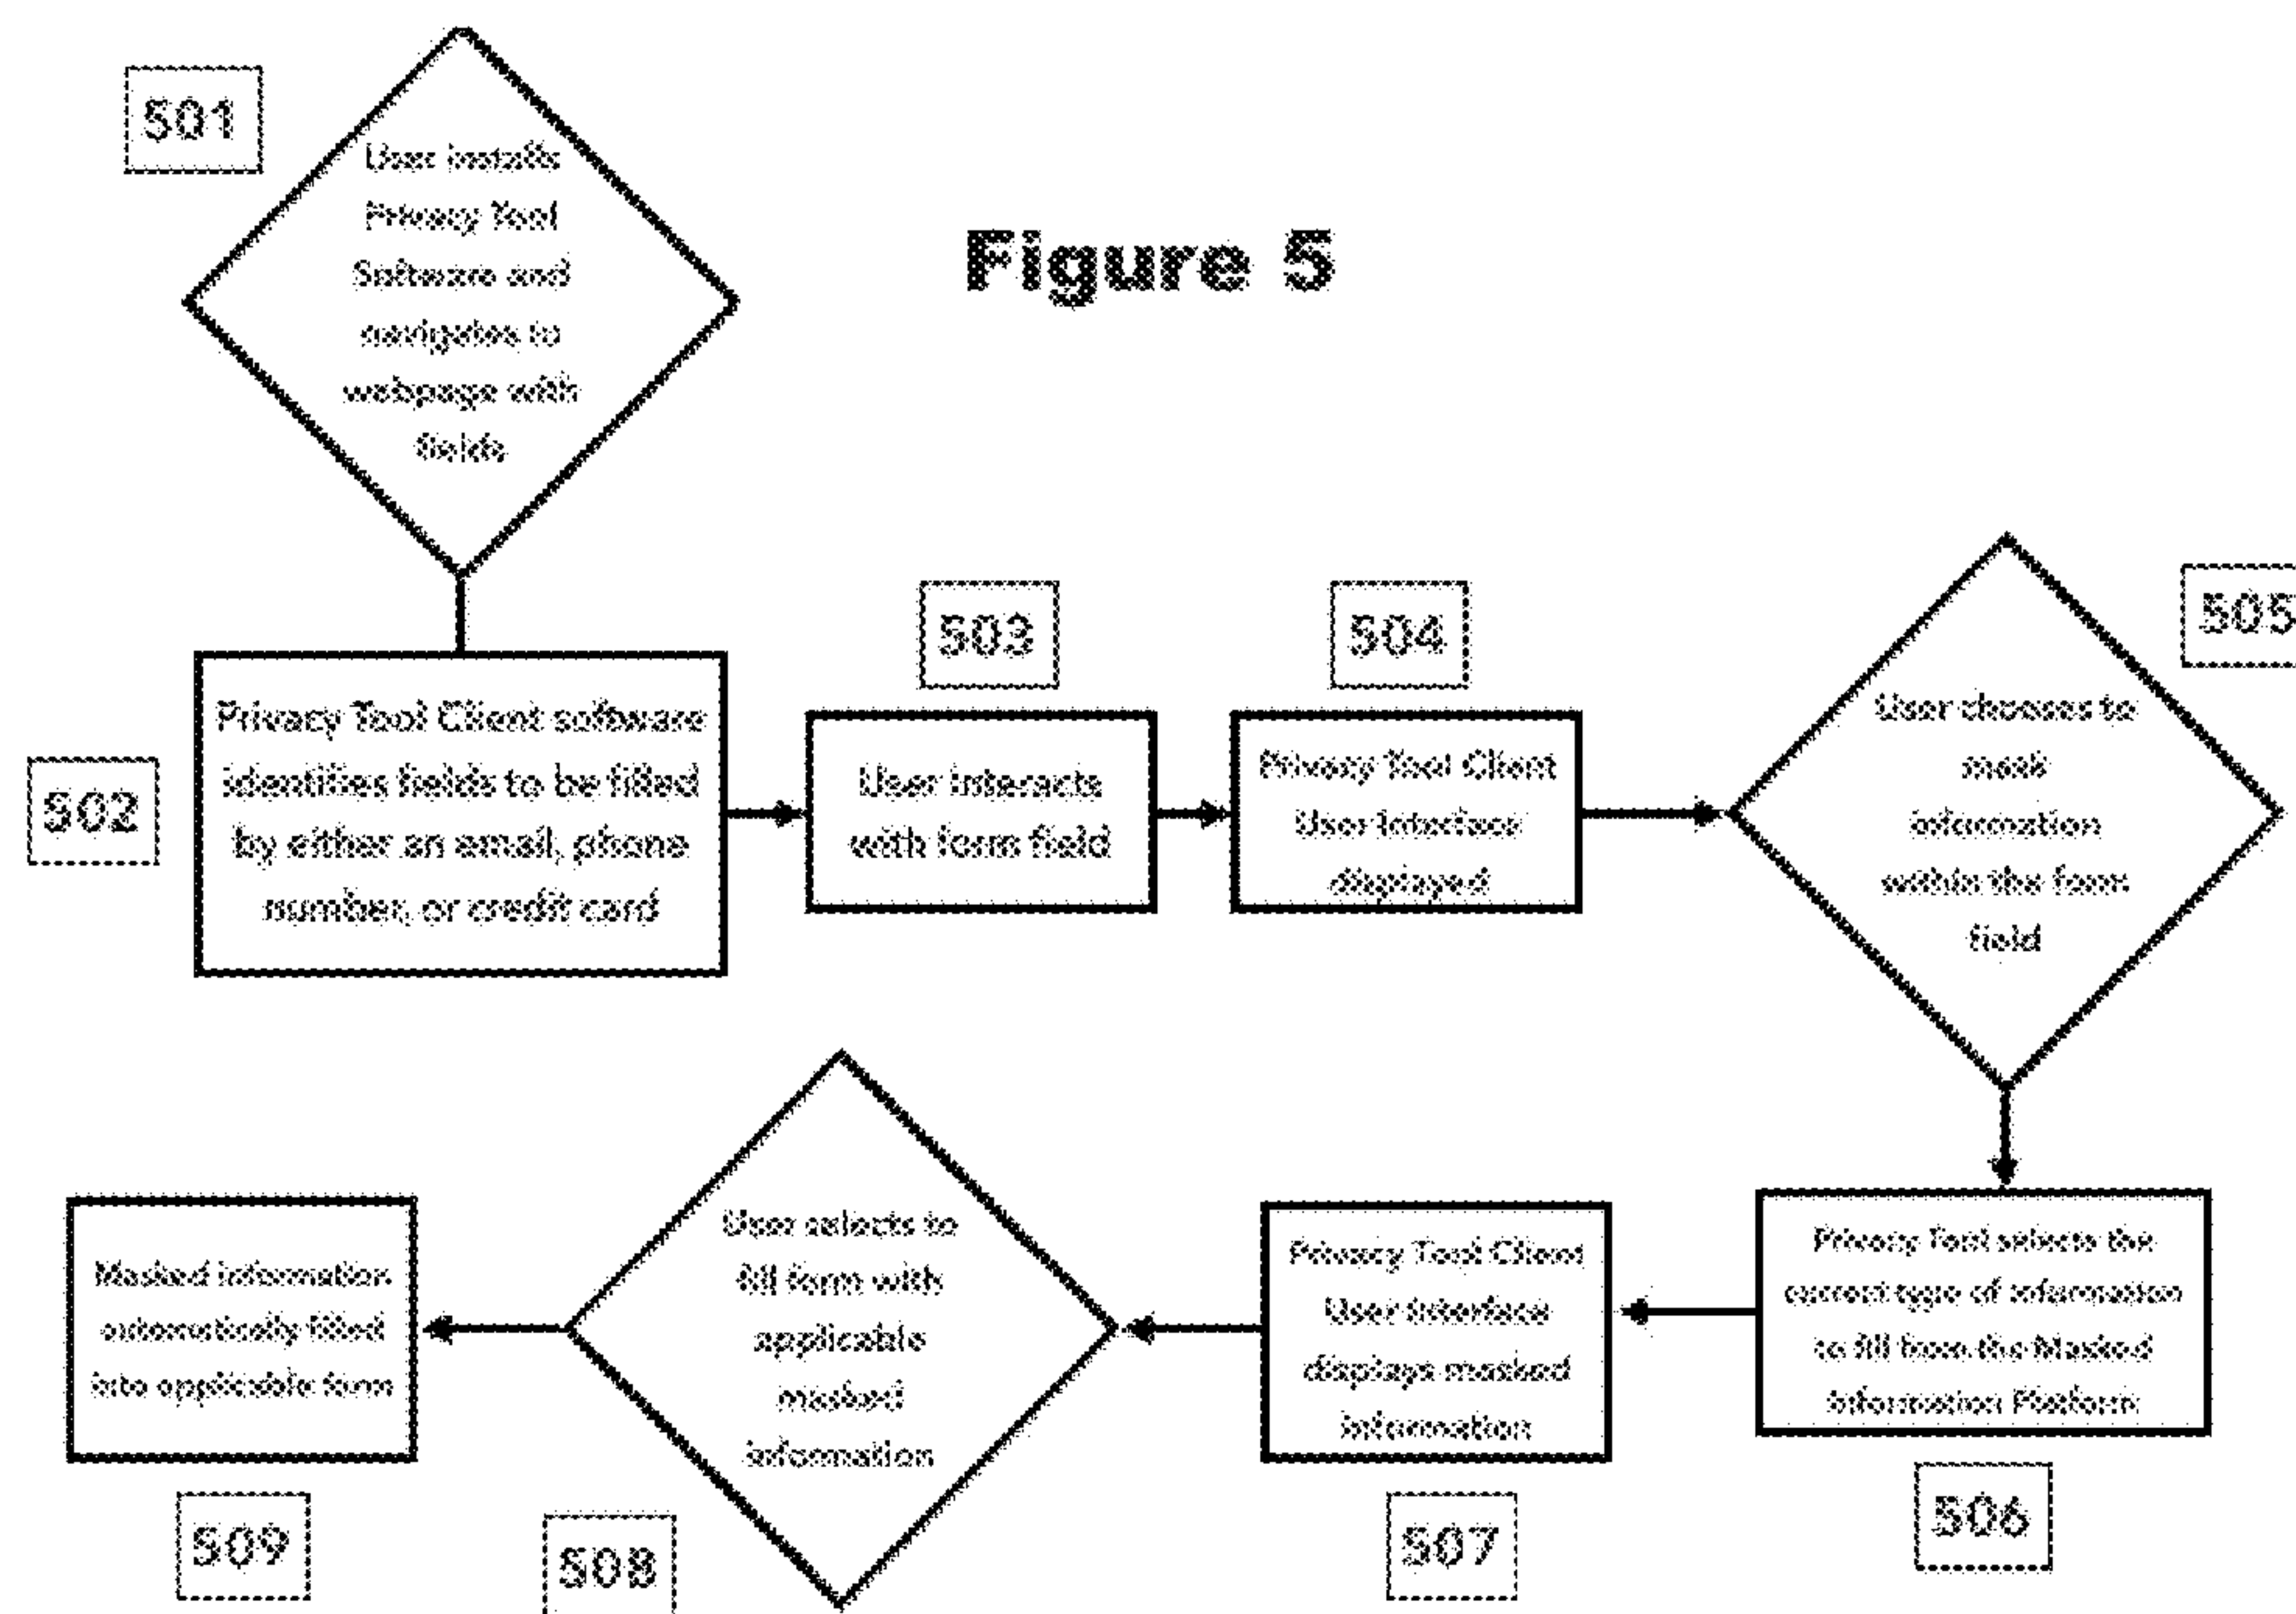 501
User installs
Privacy Tool
Software and
navigates to
webpage with
fields
Figure 5
502
Privacy Tool Client software
identifies fields to be filled
by either an email, phone
number, or credit card
503
User interacts
with form field
504
Privacy Tool Client
User Interface
displayed
505
User chooses to
mask
information
within the form
field
Privacy Tool selects the
current type of information
to fill from the Masked
Information Platform
506
Privacy Tool Client
User Interface
displays masked
information
507
User selects to
fill form with
applicable
masked
information
508
Masked information
automatically filled
into applicable form
509